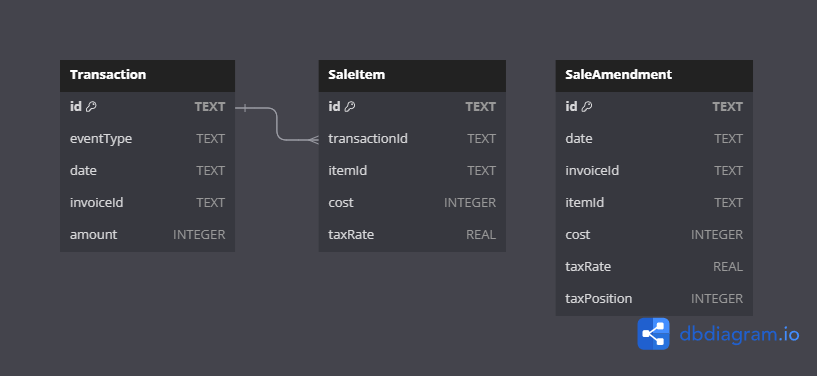 Transaction
id TEXT
eventType TEXT
date TEXT
invoiceId TEXT
amount INTEGER
SaleItem
id TEXT
transactionId TEXT
itemId TEXT
cost INTEGER
taxRate REAL
SaleAmendment
id TEXT
date TEXT
invoiceId TEXT
itemId TEXT
cost INTEGER
taxRate REAL
taxPosition INTEGER
dbdiagram.io